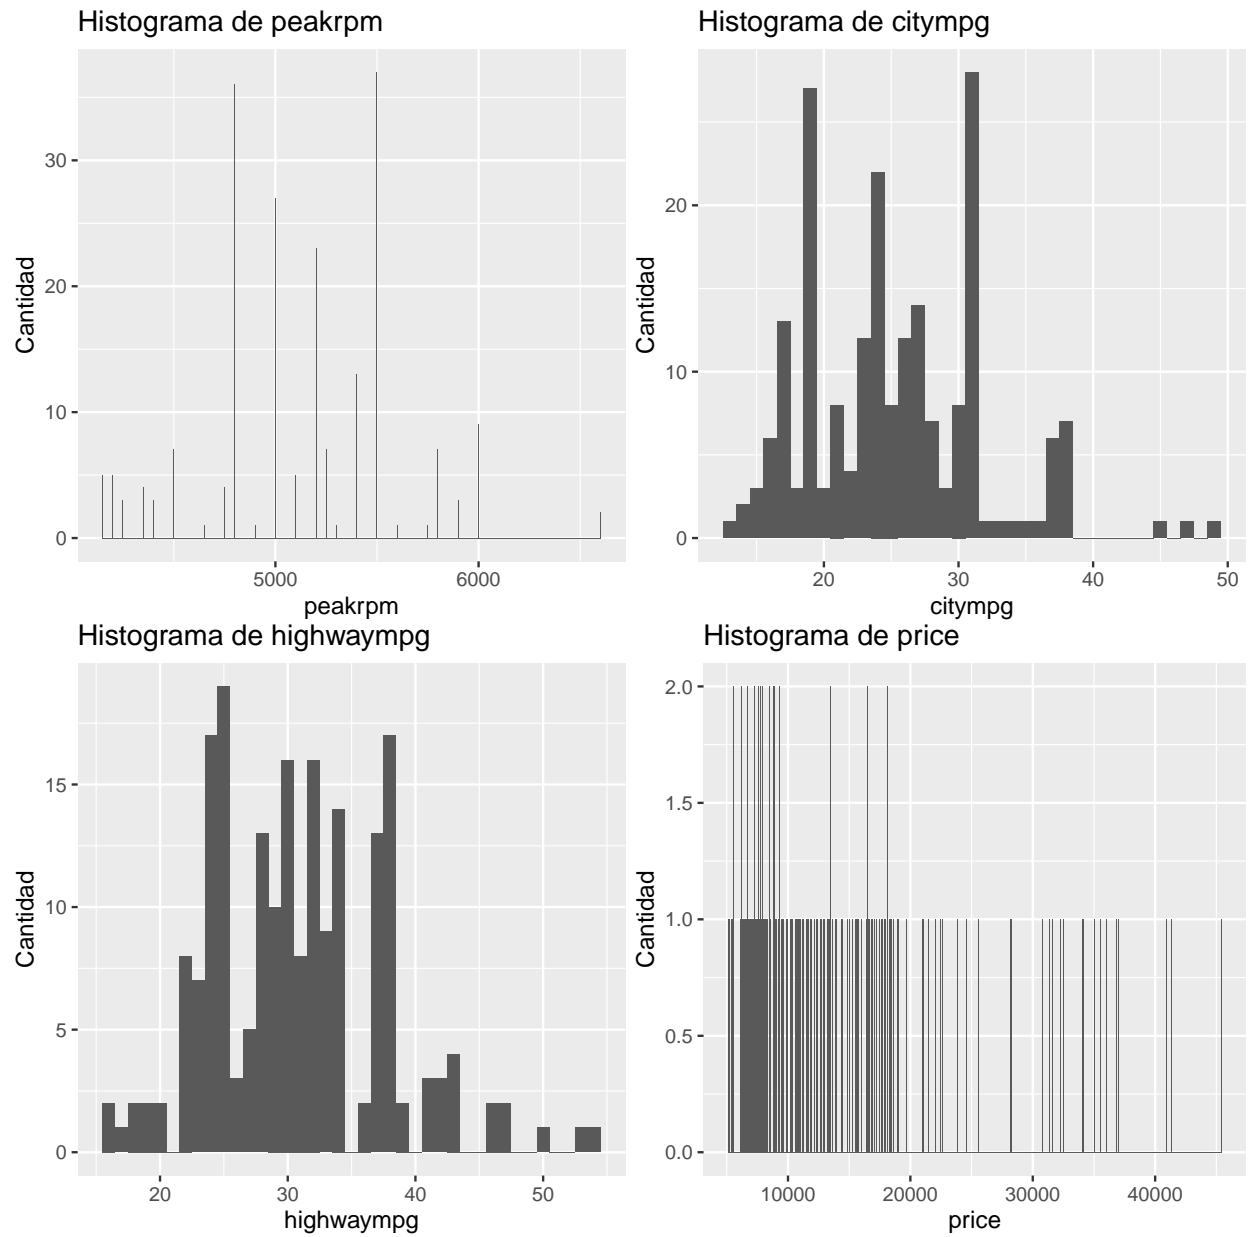 Histograma de peakrpm
Cantidad
30
20
10
0
5000 6000
peakrpm
Histograma de citympg
Cantidad
20
10
0
20 30 40 50
citympg
Histograma de highwaympg
Cantidad
15
10
5
0
20 30 40 50
highwaympg
Histograma de price
Cantidad
2.0
1.5
1.0
0.5
0.0
10000 20000 30000 40000
price